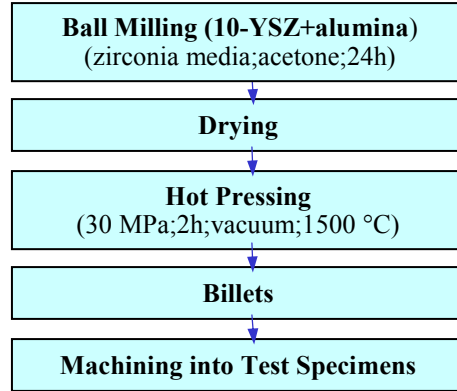 Ball Milling (10-YSZ+alumina)
(zirconia media;acetone;24h)
Drying
Hot Pressing
(30 MPa;2h;vacuum;1500 °C)
Billets
Machining into Test Specimens